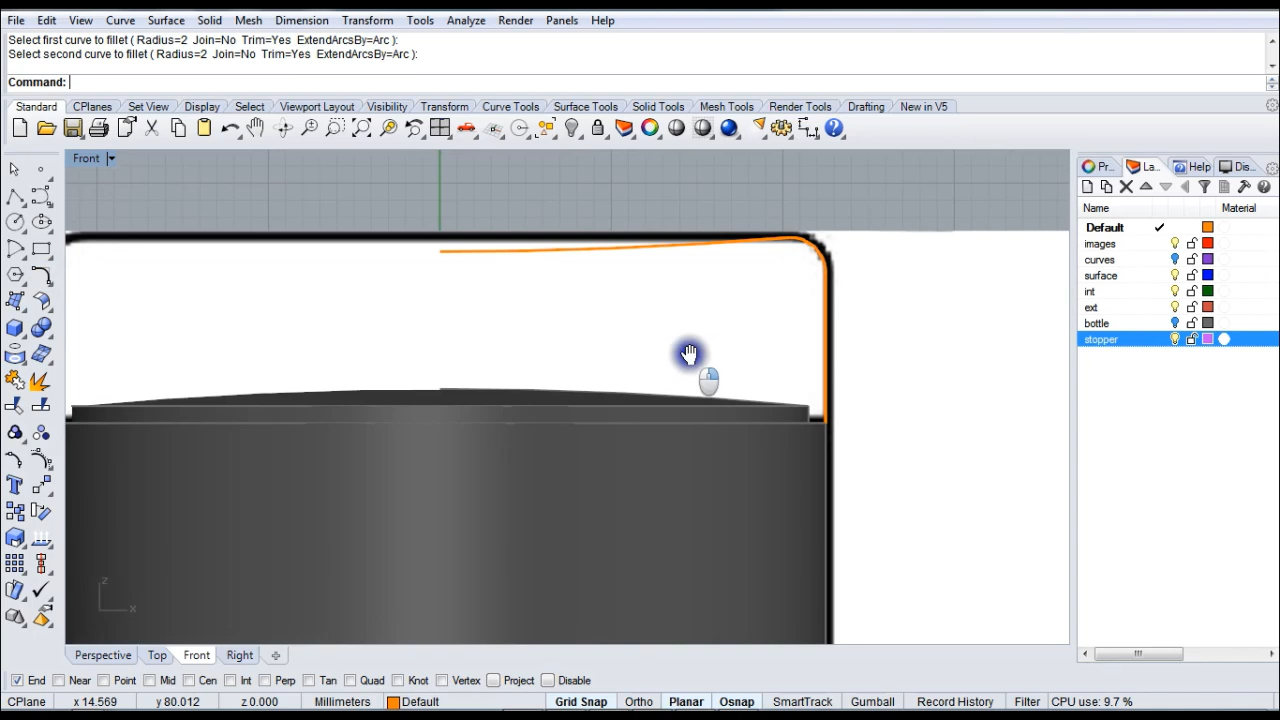 File Edit View Curve Surface Solid Mesh Dimension Transform Tools Analyze Render Panels Help
Select first curve to fillet ( Radius=2 Join=No Trim=Yes ExtendArcsBy=Arc ):
Select second curve to fillet ( Radius=2 Join=No Trim=Yes ExtendArcsBy=Arc ):
Command:
Standard CPlanes Set View Display Select Viewport Layout Visibility Transform Curve Tools Surface Tools Solid Tools Mesh Tools Render Tools Drafting New in V5
Front
Pr... La... Help Dis...
Name Material
Default
images
curves
surface
int
ext
bottle
stopper
z
x
Perspective Top Front Right
End Near Point Mid Cen Int Perp Tan Quad Knot Vertex Project Disable
CPlane x 14.569 y 80.012 z 0.000 Millimeters Default Grid Snap Ortho Planar Osnap SmartTrack Gumball Record History Filter CPU use: 9.7 %